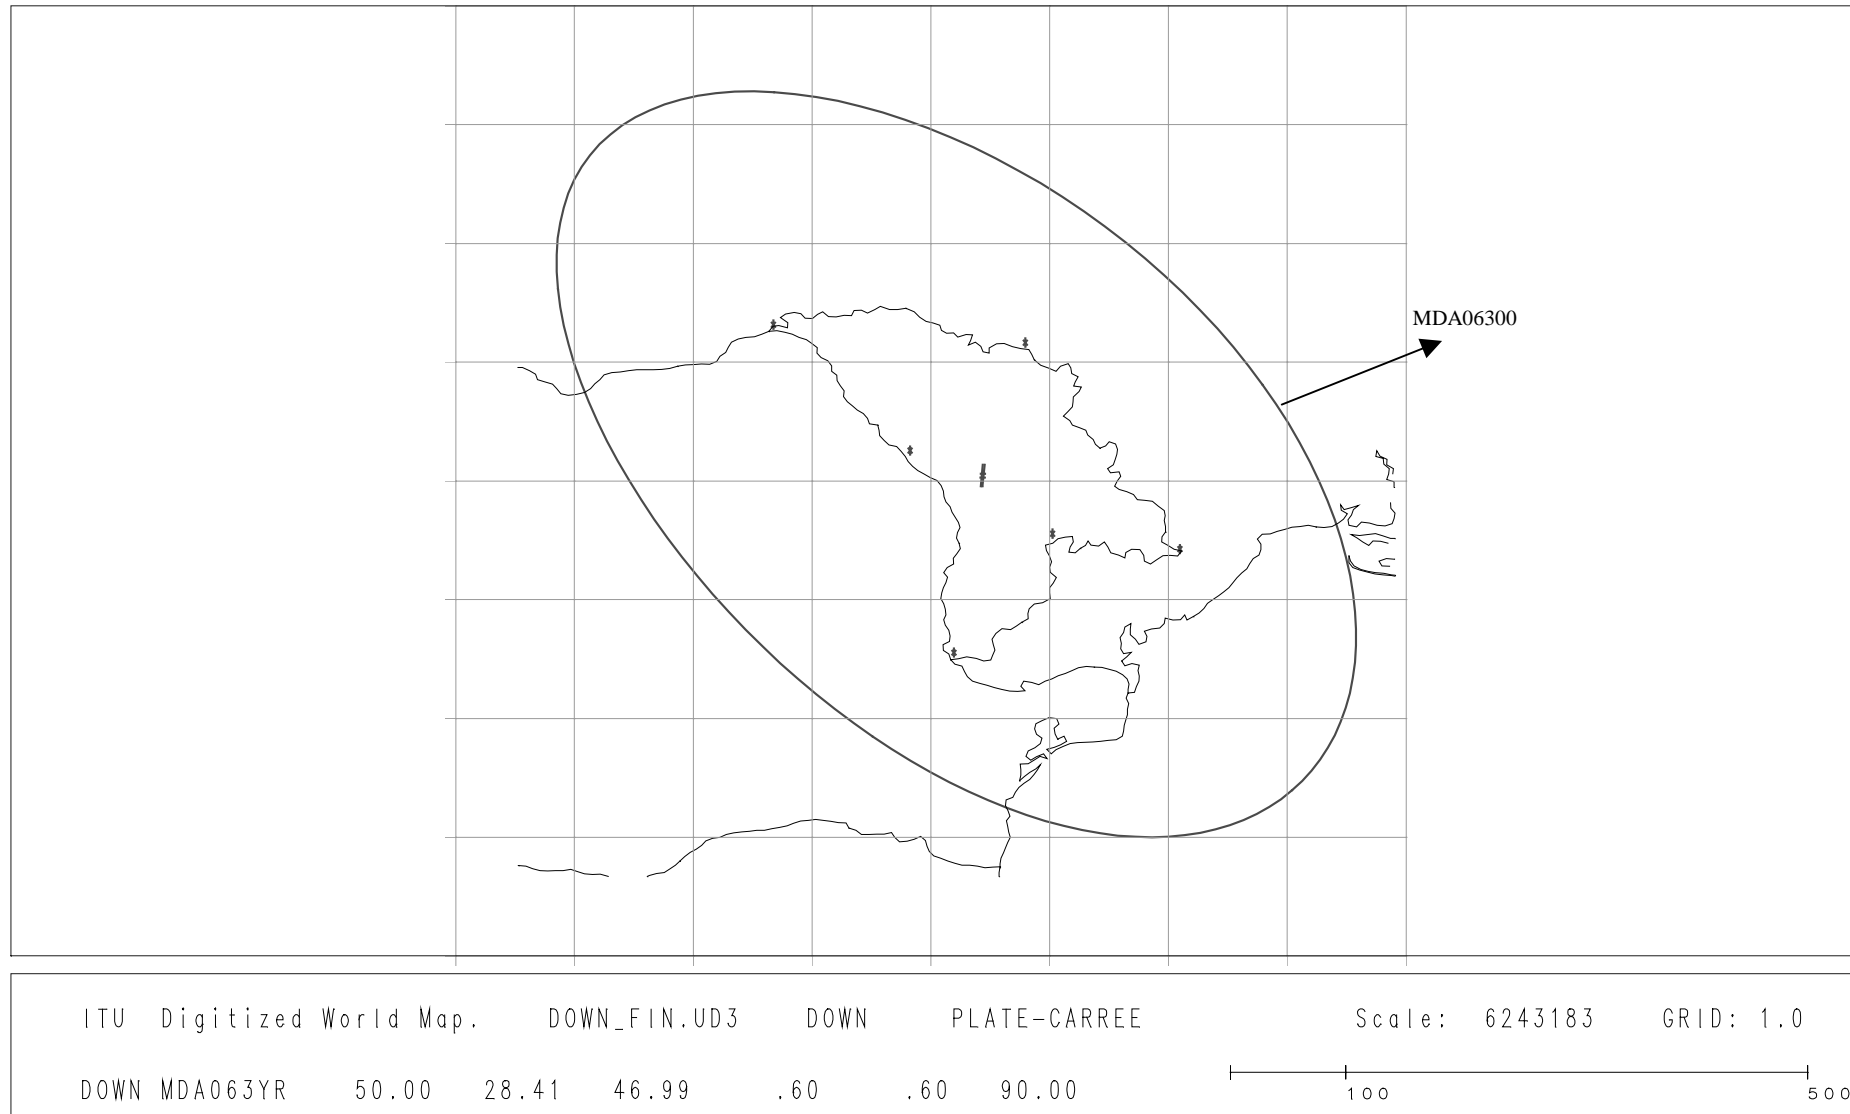 MDA06300
ITU Digitized World Map. DOWN_FIN.UD3 DOWN PLATE-CARREE Scale: 6243183 GRID: 1.0
DOWN MDA063YR 50.00 28.41 46.99 .60 .60 90.00 100 500